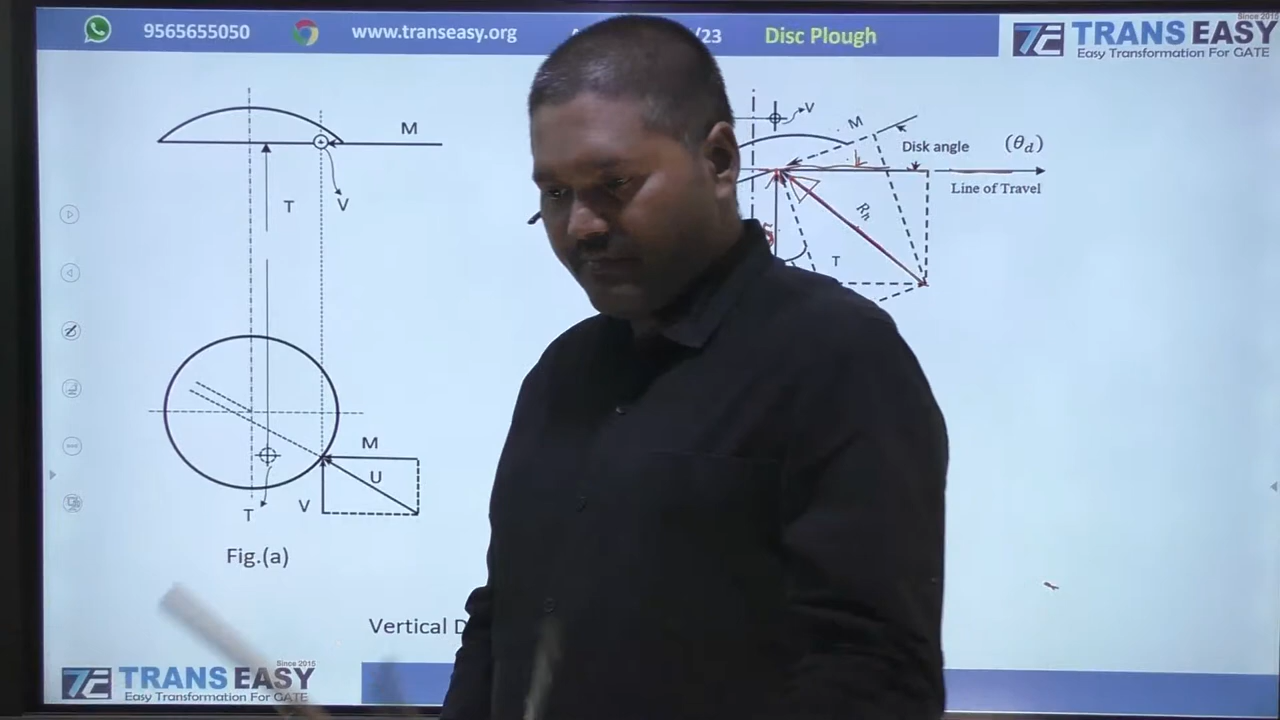 9565655050 www.transeasy.org /23 Disc Plough
Since 2015
TRANS EASY
Easy Transformation For GATE
M
T
V
M
U
V
T
Fig.(a)
V
M
Disk angle (θd)
Line of Travel
Rh
T
Vertical
Since 2015
TRANS EASY
Easy Transformation For GATE